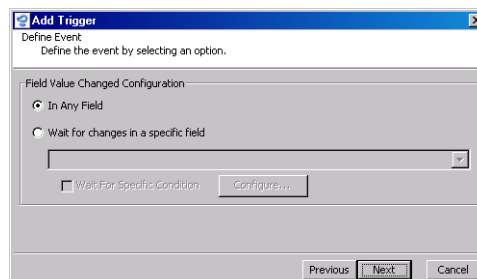 Add Trigger
Define Event
Define the event by selecting an option.
Field Value Changed Configuration
In Any Field
Wait for changes in a specific field
Wait For Specific Condition Configure...
Previous Next Cancel